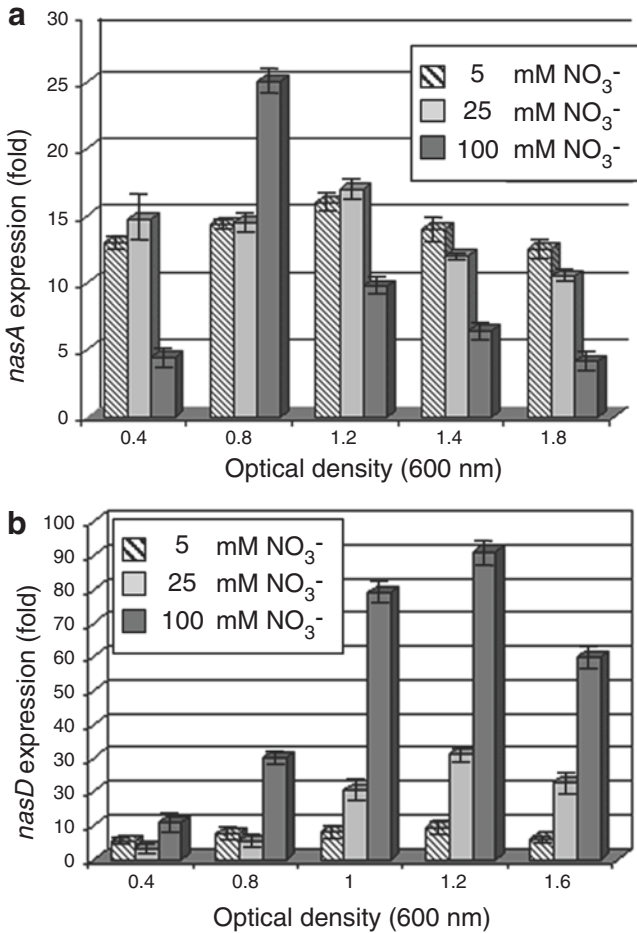 a
30
25
20
15
10
5
0
nasA expression (fold)
5 mM NO₃-
25 mM NO₃-
100 mM NO₃-
0.4 0.8 1.2 1.4 1.8
Optical density (600 nm)
b
100
90
80
60
60
50
40
30
30
10
0
nasD expression (fold)
5 mM NO₃-
25 mM NO₃-
100 mM NO₃-
0.4 0.8 1 1.2 1.6
Optical density (600 nm)